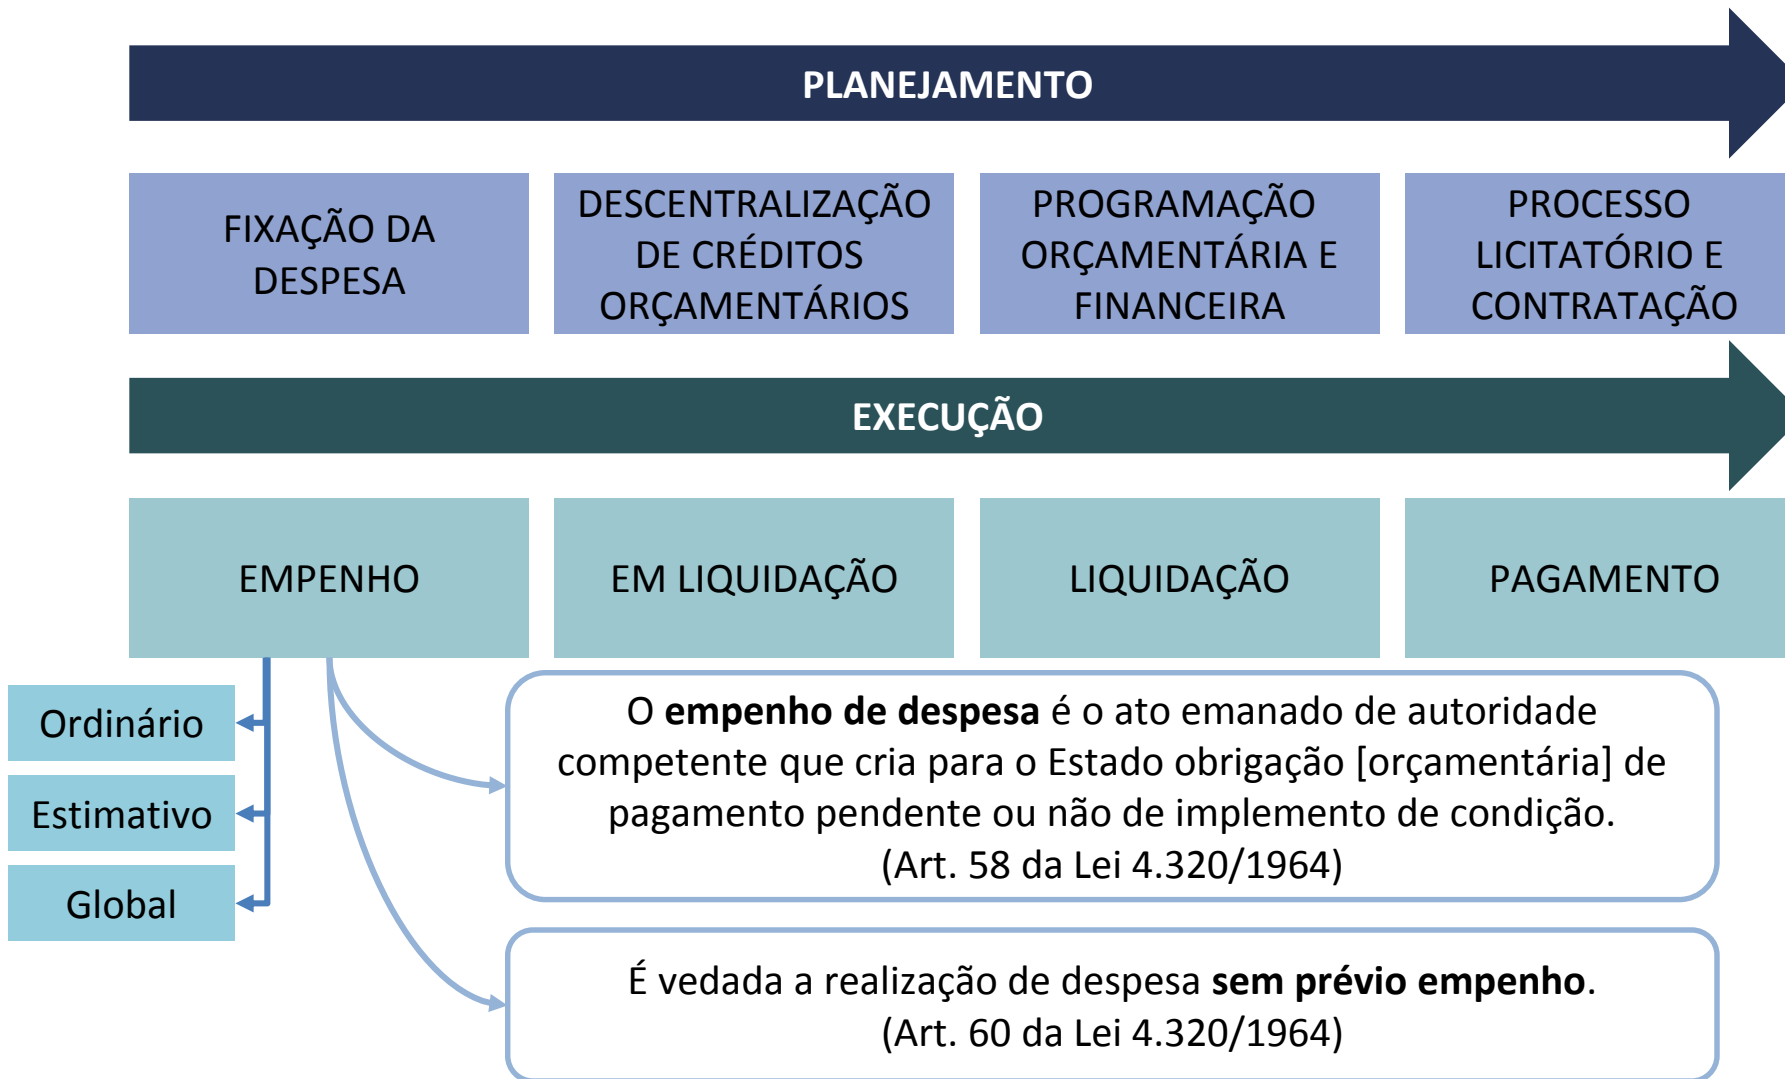 PLANEJAMENTO
FIXAÇÃO DA
DESPESA
DESCENTRALIZAÇÃO
DE CRÉDITOS
ORÇAMENTÁRIOS
PROGRAMAÇÃO
ORÇAMENTÁRIA E
FINANCEIRA
PROCESSO
LICITATÓRIO E
CONTRATAÇÃO
EXECUÇÃO
EMPENHO
EM LIQUIDAÇÃO
LIQUIDAÇÃO
PAGAMENTO
Ordinário
Estimativo
Global
O empenho de despesa é o ato emanado de autoridade
competente que cria para o Estado obrigação [orçamentária] de
pagamento pendente ou não de implemento de condição.
(Art. 58 da Lei 4.320/1964)
É vedada a realização de despesa sem prévio empenho.
(Art. 60 da Lei 4.320/1964)